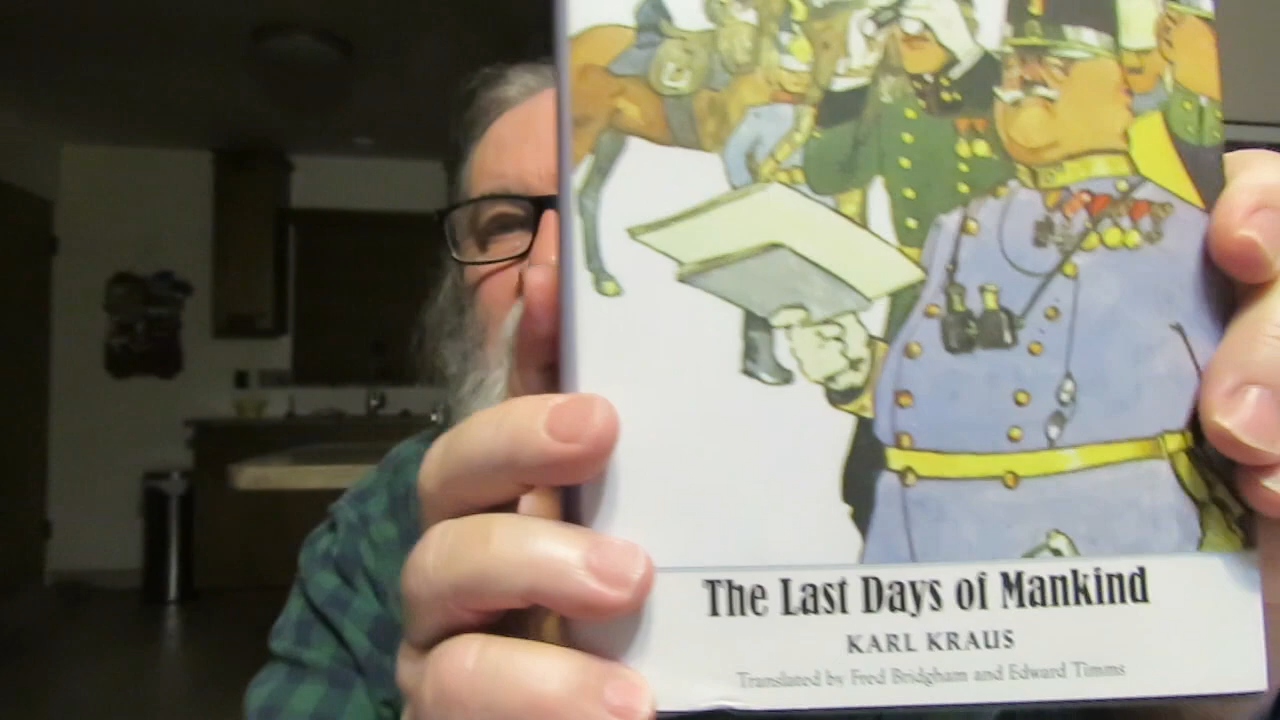 The Last Days of Mankind
KARL KRAUS
Translated by Fred Bridgham and Edward Timms